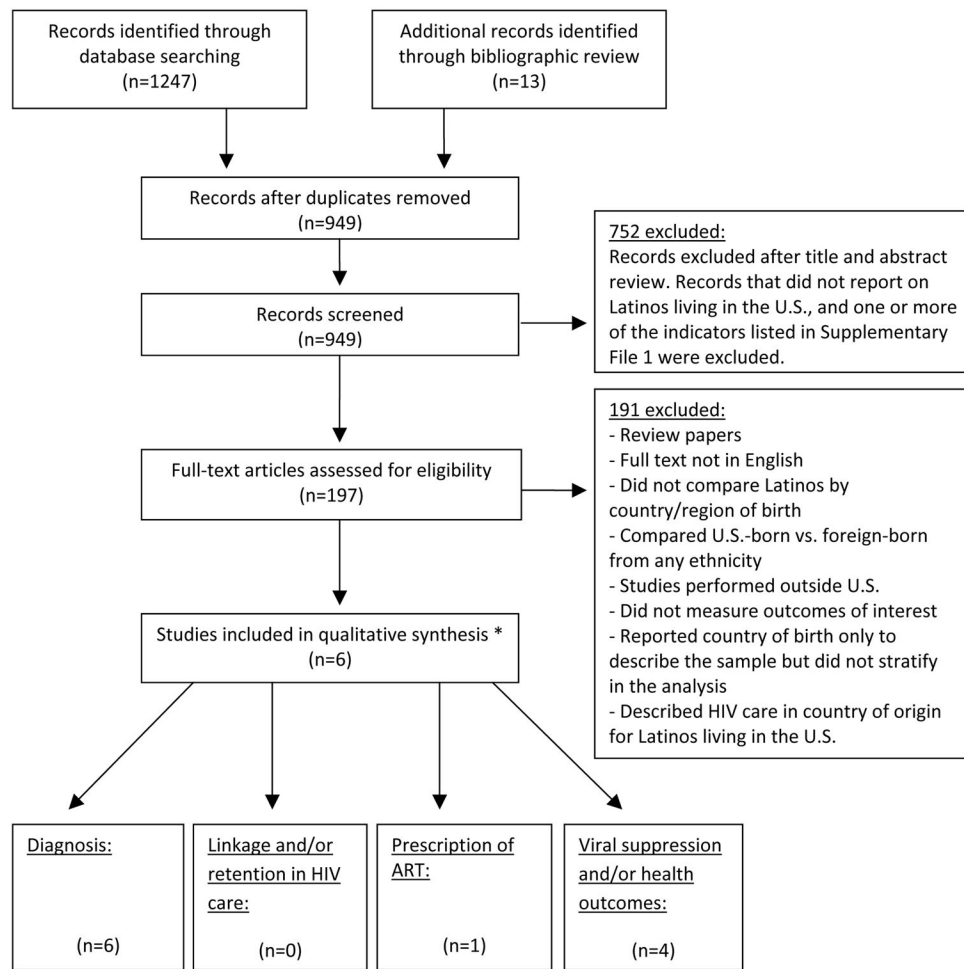 Records identified through
database searching
(n=1247)
Additional records identified
through bibliographic review
(n=13)
Records after duplicates removed
(n=949)
752 excluded:
Records excluded after title and abstract
review. Records that did not report on
Latinos living in the U.S., and one or more
of the indicators listed in Supplementary
File 1 were excluded.
Records screened
(n=949)
191 excluded:
- Review papers
- Full text not in English
- Did not compare Latinos by
country/region of birth
- Compared U.S.-born vs. foreign-born
from any ethnicity
- Studies performed outside U.S.
- Did not measure outcomes of interest
- Reported country of birth only to
describe the sample but did not stratify
in the analysis
- Described HIV care in country of origin
for Latinos living in the U.S.
Full-text articles assessed for eligibility
(n=197)
Studies included in qualitative synthesis *
(n=6)
Diagnosis:
(n=6)
Linkage and/or
retention in HIV
care:
(n=0)
Prescription of
ART:
(n=1)
Viral suppression
and/or health
outcomes:
(n=4)